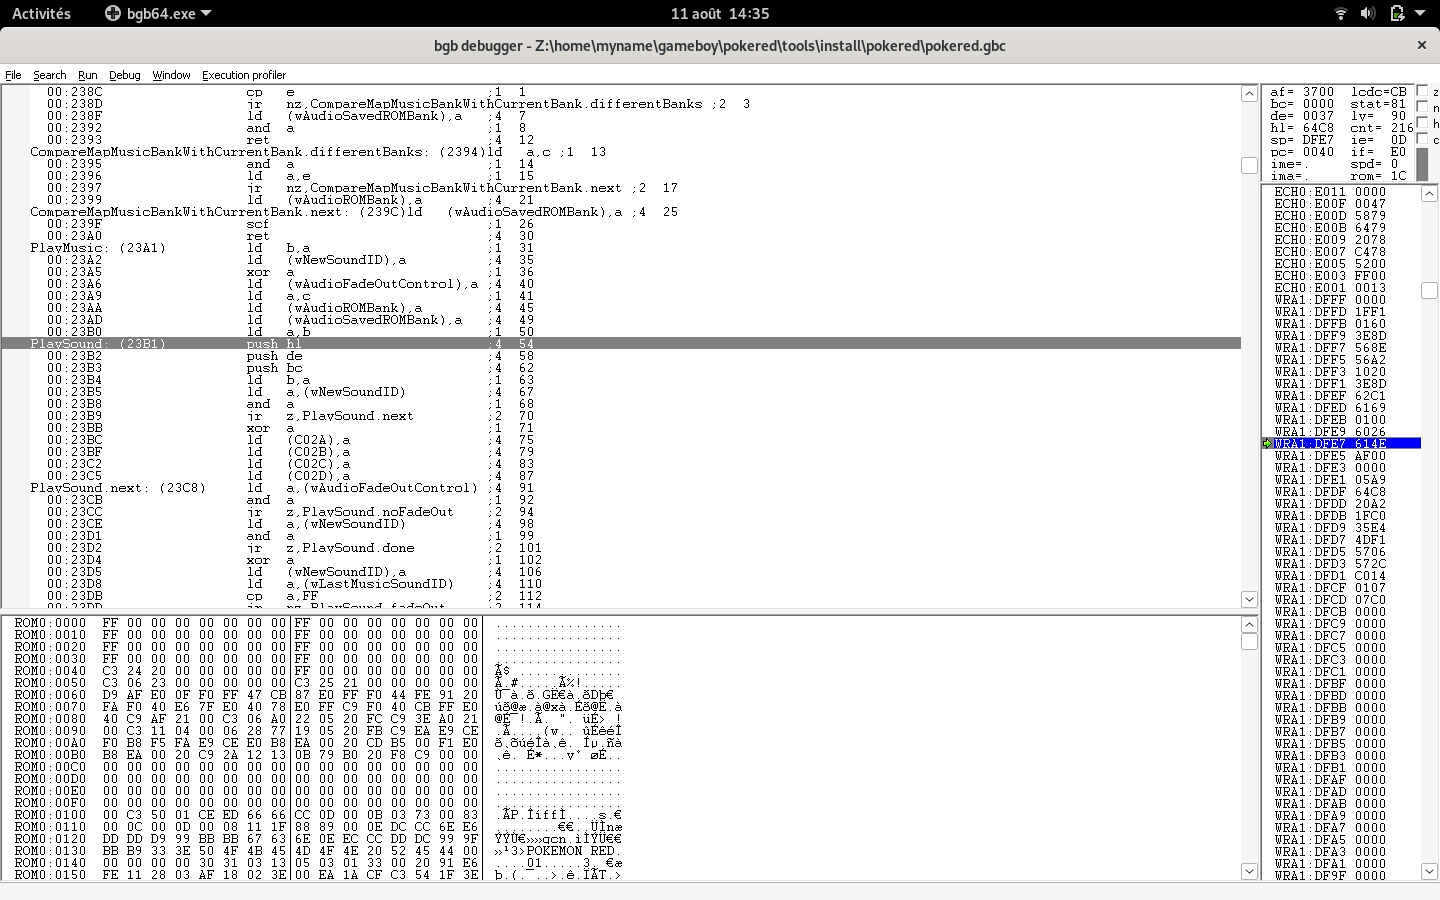 Activités bgb64.exe 11 août 14:35
bgb debugger - Z:\home\myname\gameboy\pokered\tools\install\pokered\pokered.gbc ×
File Search Run Debug Window Execution profiler
00:238C cp e ;1 1
00:238D jr nz,CompareMapMusicBankWithCurrentBank.differentBanks ;2 3
00:238F ld (wAudioSavedROMBank),a ;4 7
00:2392 and a ;1 8
00:2393 ret ;4 12
CompareMapMusicBankWithCurrentBank.differentBanks: (2394)ld a,c ;1 13
00:2395 and a ;1 14
00:2396 ld a,e ;1 15
00:2397 jr nz,CompareMapMusicBankWithCurrentBank.next ;2 17
00:2399 ld (wAudioROMBank),a ;4 21
CompareMapMusicBankWithCurrentBank.next: (239C)ld (wAudioSavedROMBank),a ;4 25
00:239F scf ;1 26
00:23A0 ret ;4 30
PlayMusic: (23A1) ld b,a ;1 31
00:23A2 ld (wNewSoundID),a ;4 35
00:23A5 xor a ;1 36
00:23A6 ld (wAudioFadeOutControl),a ;4 40
00:23A9 ld a,c ;1 41
00:23AA ld (wAudioROMBank),a ;4 45
00:23AD ld (wAudioSavedROMBank),a ;4 49
00:23B0 ld a,b ;1 50
PlaySound: (23B1) push hl ;4 54
00:23B2 push de ;4 58
00:23B3 push bc ;4 62
00:23B4 ld b,a ;1 63
00:23B5 ld a,(wNewSoundID) ;4 67
00:23B8 and a ;1 68
00:23B9 jr z,PlaySound.next ;2 70
00:23BB xor a ;1 71
00:23BC ld (C02A),a ;4 75
00:23BF ld (C02B),a ;4 79
00:23C2 ld (C02C),a ;4 83
00:23C5 ld (C02D),a ;4 87
PlaySound.next: (23C8) ld a,(wAudioFadeOutControl) ;4 91
00:23CB and a ;1 92
00:23CC jr z,PlaySound.noFadeOut ;2 94
00:23CE ld a,(wNewSoundID) ;4 98
00:23D1 and a ;1 99
00:23D2 jr z,PlaySound.done ;2 101
00:23D4 xor a ;1 102
00:23D5 ld (wNewSoundID),a ;4 106
00:23D8 ld a,(wLastMusicSoundID) ;4 110
00:23DB cp a,FF ;2 112
00:23DD jr nz,PlaySound.fadeOut ;2 114
af= 3700 lcdc=CB z
bc= 0000 stat=81 n
de= 0037 ly= 90
hl= 64C8 cnt= 216 h
sp= DFE7 ie= 0D
pc= 0040 if= E0 c
ime=. spd= 0
ima=. rom= 1C
ECH0:E011 0000
ECH0:E00F 0047
ECH0:E00D 5879
ECH0:E00B 6479
ECH0:E009 2078
ECH0:E007 C478
ECH0:E005 5200
ECH0:E003 FF00
ECH0:E001 0013
WRA1:DFFF 0000
WRA1:DFFD 1FF1
WRA1:DFFB 0160
WRA1:DFF9 3E8D
WRA1:DFF7 568E
WRA1:DFF5 56A2
WRA1:DFF3 1020
WRA1:DFF1 3E8D
WRA1:DFEF 62C1
WRA1:DFED 6169
WRA1:DFEB 0100
WRA1:DFE9 6026
WRA1:DFE7 614E
WRA1:DFE5 AF00
WRA1:DFE3 0000
WRA1:DFE1 05A9
WRA1:DFDF 64C8
WRA1:DFDD 20A2
WRA1:DFDB 1FC0
WRA1:DFD9 35E4
WRA1:DFD7 4DF1
WRA1:DFD5 5706
WRA1:DFD3 572C
WRA1:DFD1 C014
WRA1:DFCF 0107
WRA1:DFCD 07C0
WRA1:DFCB 0000
WRA1:DFC9 0000
WRA1:DFC7 0000
WRA1:DFC5 0000
WRA1:DFC3 0000
WRA1:DFC1 0000
WRA1:DFBF 0000
WRA1:DFBD 0000
WRA1:DFBB 0000
WRA1:DFB9 0000
WRA1:DFB7 0000
WRA1:DFB5 0000
WRA1:DFB3 0000
WRA1:DFB1 0000
WRA1:DFAF 0000
WRA1:DFAD 0000
WRA1:DFAB 0000
WRA1:DFA9 0000
WRA1:DFA7 0000
WRA1:DFA5 0000
WRA1:DFA3 0000
WRA1:DFA1 0000
WRA1:DF9F 0000
ROM0:0000 FF 00 00 00 00 00 00 00 FF 00 00 00 00 00 00 00 ................
ROM0:0010 FF 00 00 00 00 00 00 00 FF 00 00 00 00 00 00 00 ................
ROM0:0020 FF 00 00 00 00 00 00 00 FF 00 00 00 00 00 00 00 ................
ROM0:0030 FF 00 00 00 00 00 00 00 FF 00 00 00 00 00 00 00 ................
ROM0:0040 C3 24 20 00 00 00 00 00 FF 00 00 00 00 00 00 00 Ã$ .............
ROM0:0050 C3 06 23 00 00 00 00 00 C3 25 21 00 00 00 00 00 Ã.#.....Ã%!.....
ROM0:0060 D9 AF E0 0F F0 FF 47 CB 87 E0 FF F0 44 FE 91 20
ROM0:0070 FA F0 40 E6 7F E0 40 78 E0 FF C9 F0 40 CB FF E0
ROM0:0080 40 C9 AF 21 00 C3 06 A0 22 05 20 FC C9 3E A0 21
ROM0:0090 00 C3 11 04 00 06 28 77 19 05 20 FB C9 EA E9 CE
ROM0:00A0 F0 B8 F5 FA E9 CE E0 B8 EA 00 20 CD B5 00 F1 E0
ROM0:00B0 B8 EA 00 20 C9 2A 12 13 0B 79 B0 20 F8 C9 00 00
ROM0:00C0 00 00 00 00 00 00 00 00 00 00 00 00 00 00 00 00 ................
ROM0:00D0 00 00 00 00 00 00 00 00 00 00 00 00 00 00 00 00 ................
ROM0:00E0 00 00 00 00 00 00 00 00 00 00 00 00 00 00 00 00 ................
ROM0:00F0 00 00 00 00 00 00 00 00 00 00 00 00 00 00 00 00 ................
ROM0:0100 00 C3 50 01 CE ED 66 66 CC 0D 00 0B 03 73 00 83 .ÃP.ÎíffÌ....s.€
ROM0:0110 00 0C 00 0D 00 08 11 1F 88 89 00 0E DC CC 6E E6 ........€€..ÜÌnæ
ROM0:0120 DD DD D9 99 BB BB 67 63 6E 0E EC CC DD DC 99 9F ÝÝÙ€»»gcn.ìÌÝÜ€€
ROM0:0130 BB B9 33 3E 50 4F 4B 45 4D 4F 4E 20 52 45 44 00 »¹3>POKEMON RED.
ROM0:0140 00 00 00 00 30 31 03 13 05 03 01 33 00 20 91 E6 ....01.....3. €æ
ROM0:0150 FE 11 28 03 AF 18 02 3E 00 EA 1A CF C3 54 1F 3E þ.(.¯..>.ê.ÏÃT.>